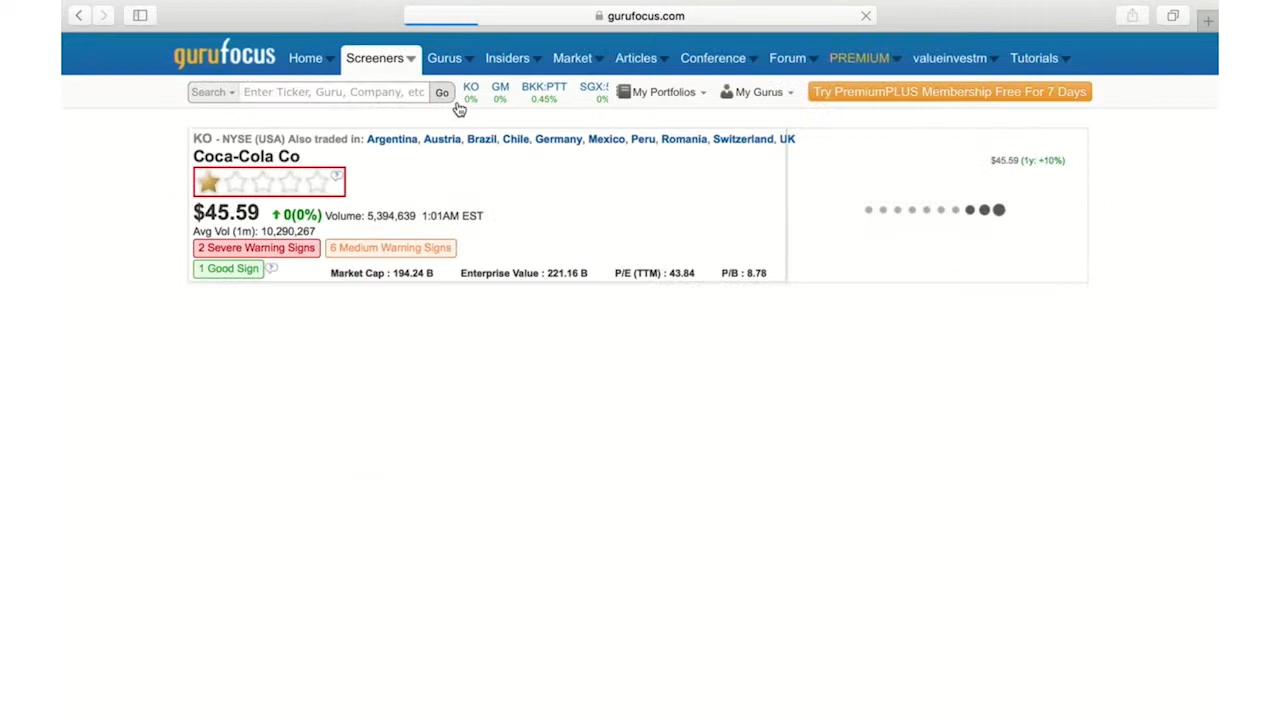 gurufocus.com
gurufocus Home Screeners Gurus Insiders Market Articles Conference Forum PREMIUM valueinvestm Tutorials
Search Enter Ticker, Guru, Company, etc Go KO 0% GM 0% BKK:PTT 0.45% SGX: 0% My Portfolios My Gurus Try PremiumPLUS Membership Free For 7 Days
KO - NYSE (USA) Also traded in: Argentina, Austria, Brazil, Chile, Germany, Mexico, Peru, Romania, Switzerland, UK
Coca-Cola Co
$45.59 (1y: +10%)
$45.59 0(0%) Volume: 5,394,639 1:01AM EST
Avg Vol (1m): 10,290,267
2 Severe Warning Signs 6 Medium Warning Signs
1 Good Sign Market Cap : 194.24 B Enterprise Value : 221.16 B P/E (TTM) : 43.84 P/B : 8.78